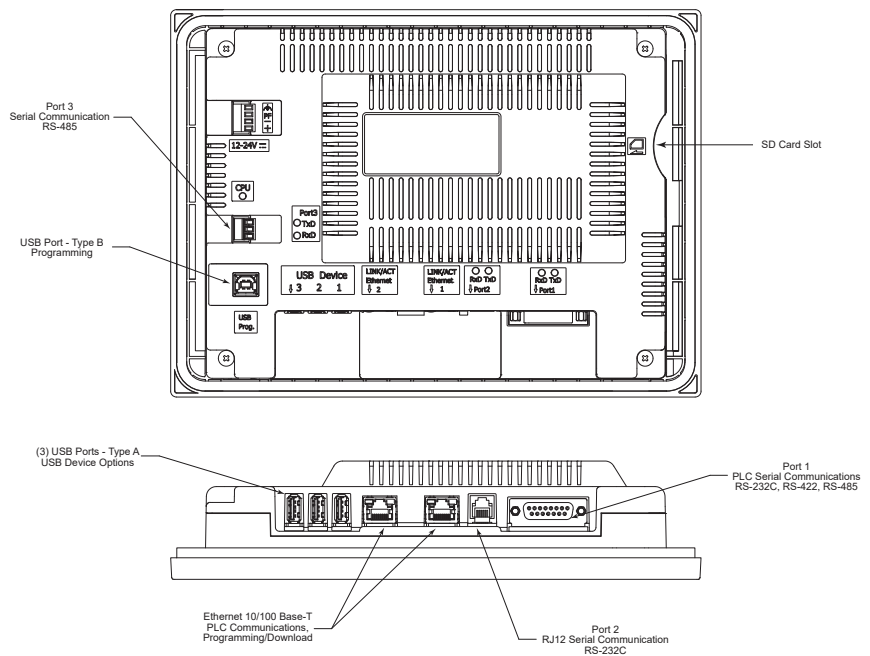 Port 3
Serial Communication
RS-485
12-24V
CPU
Port3
TxD
RxD
SD Card Slot
USB Port - Type B
Programming
USB Device
3 2 1
LINK/ACT
Ethernet
2
LINK/ACT
Ethernet
1
RxD TxD
Port2
RxD TxD
Port1
USB
Prog.
(3) USB Ports - Type A
USB Device Options
Port 1
PLC Serial Communications
RS-232C, RS-422, RS-485
Ethernet 10/100 Base-T
PLC Communications,
Programming/Download
Port 2
RJ12 Serial Communication
RS-232C